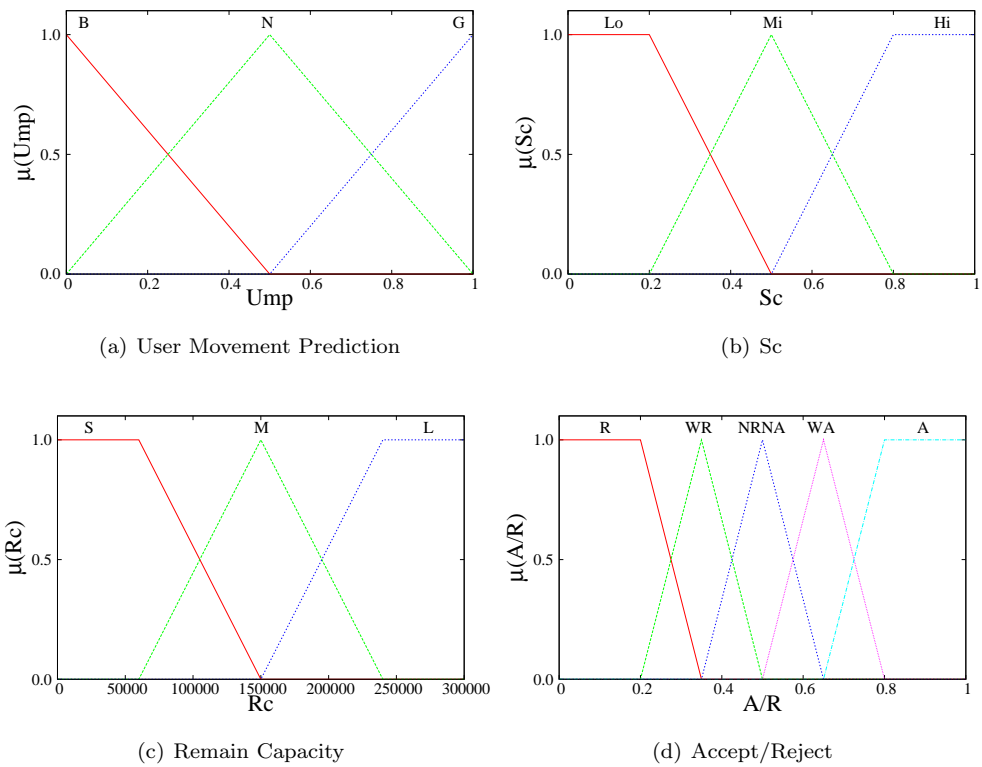 B N G
1.0
0.5
0.0
0 0.2 0.4 0.6 0.8 1
μ(Ump)
Ump
(a) User Movement Prediction
Lo Mi Hi
1.0
0.5
0.0
0 0.2 0.4 0.6 0.8 1
μ(Sc)
Sc
(b) Sc
S M L
1.0
0.5
0.0
0 50000 100000 150000 200000 250000 300000
μ(Rc)
Rc
(c) Remain Capacity
R WR NRNA WA A
1.0
0.5
0.0
0 0.2 0.4 0.6 0.8 1
μ(A/R)
A/R
(d) Accept/Reject